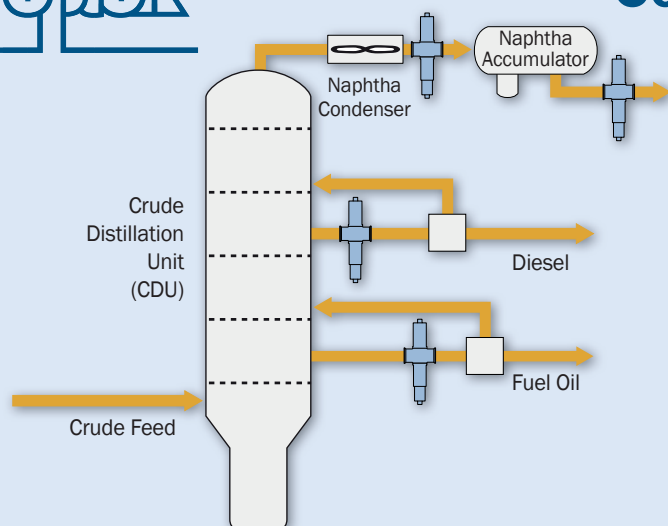 Naphtha
Accumulator
Naphtha
Condenser
Crude
Distillation
Unit
(CDU)
Diesel
Fuel Oil
Crude Feed